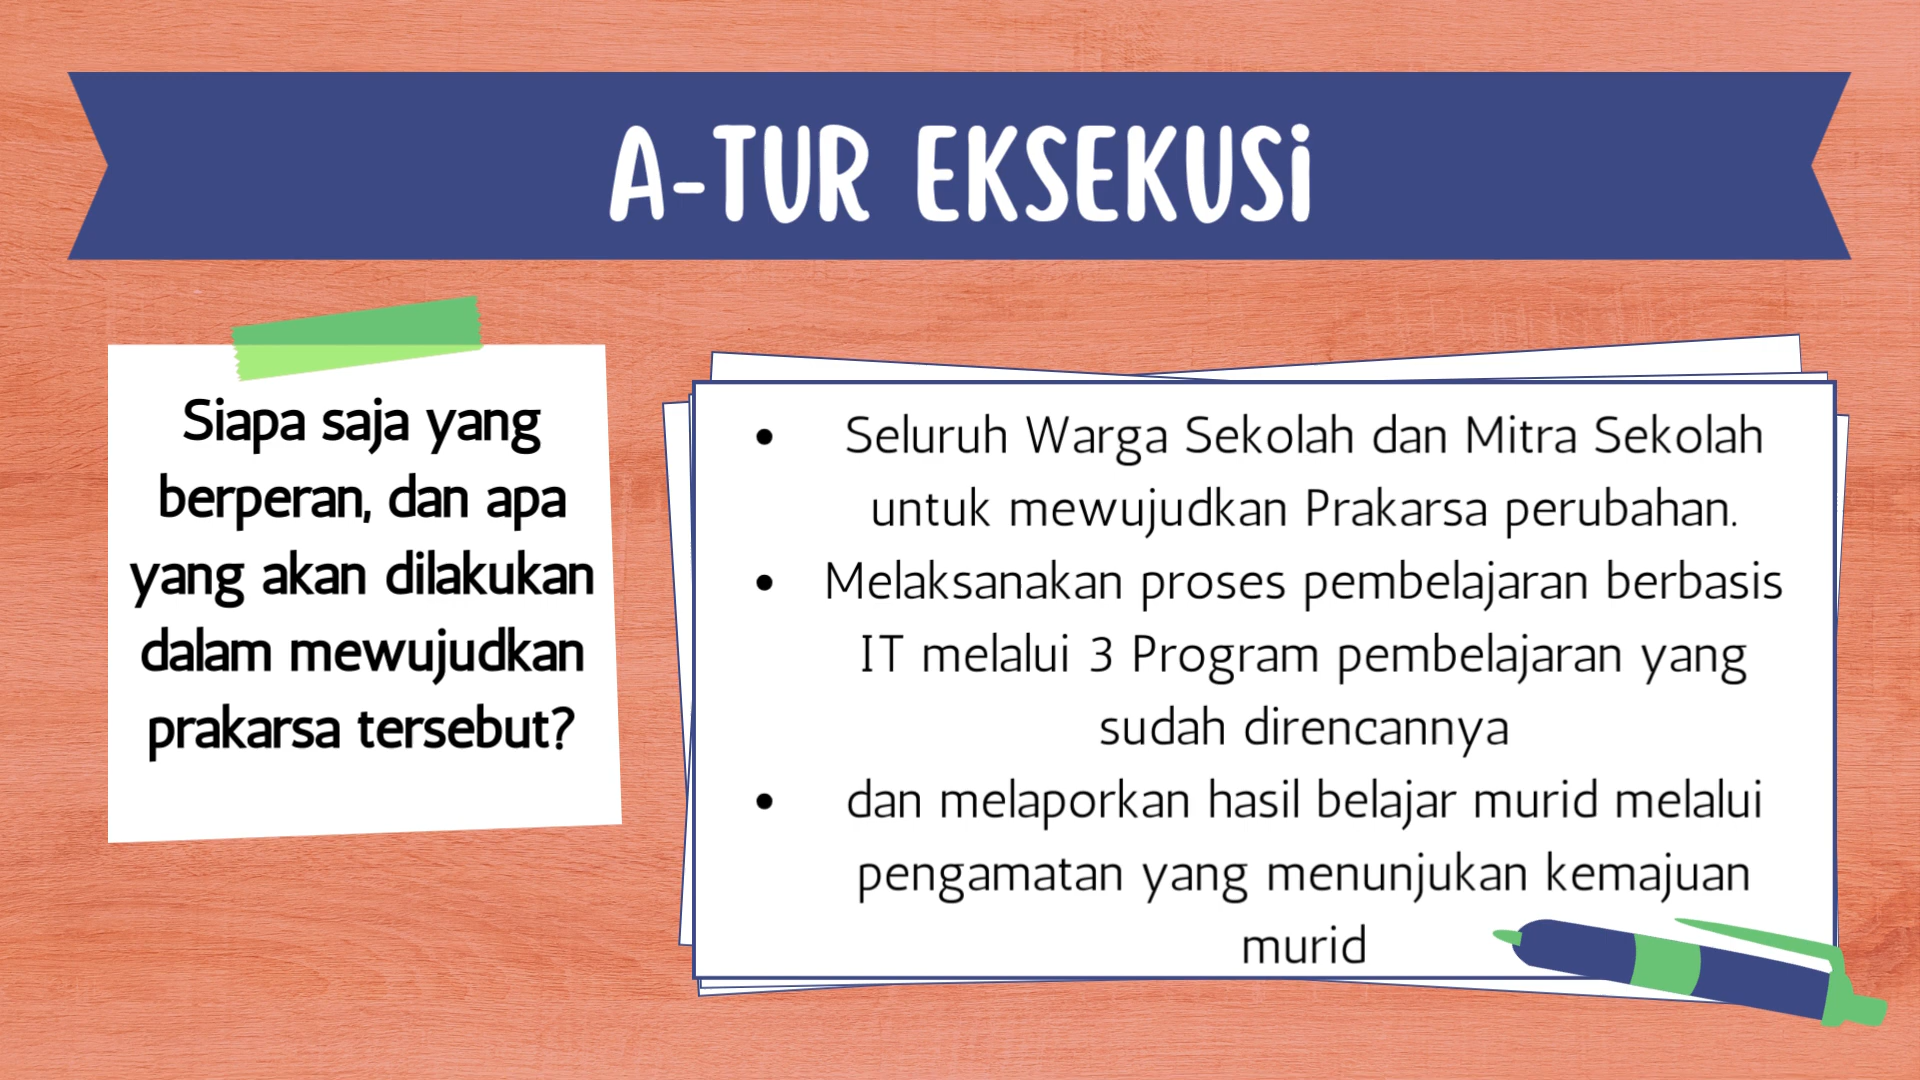 A-TUR EKSEKUSi
Siapa saja yang
berperan, dan apa
yang akan dilakukan
dalam mewujudkan
prakarsa tersebut?
• Seluruh Warga Sekolah dan Mitra Sekolah
untuk mewujudkan Prakarsa perubahan.
• Melaksanakan proses pembelajaran berbasis
IT melalui 3 Program pembelajaran yang
sudah direncannya
• dan melaporkan hasil belajar murid melalui
pengamatan yang menunjukan kemajuan
murid